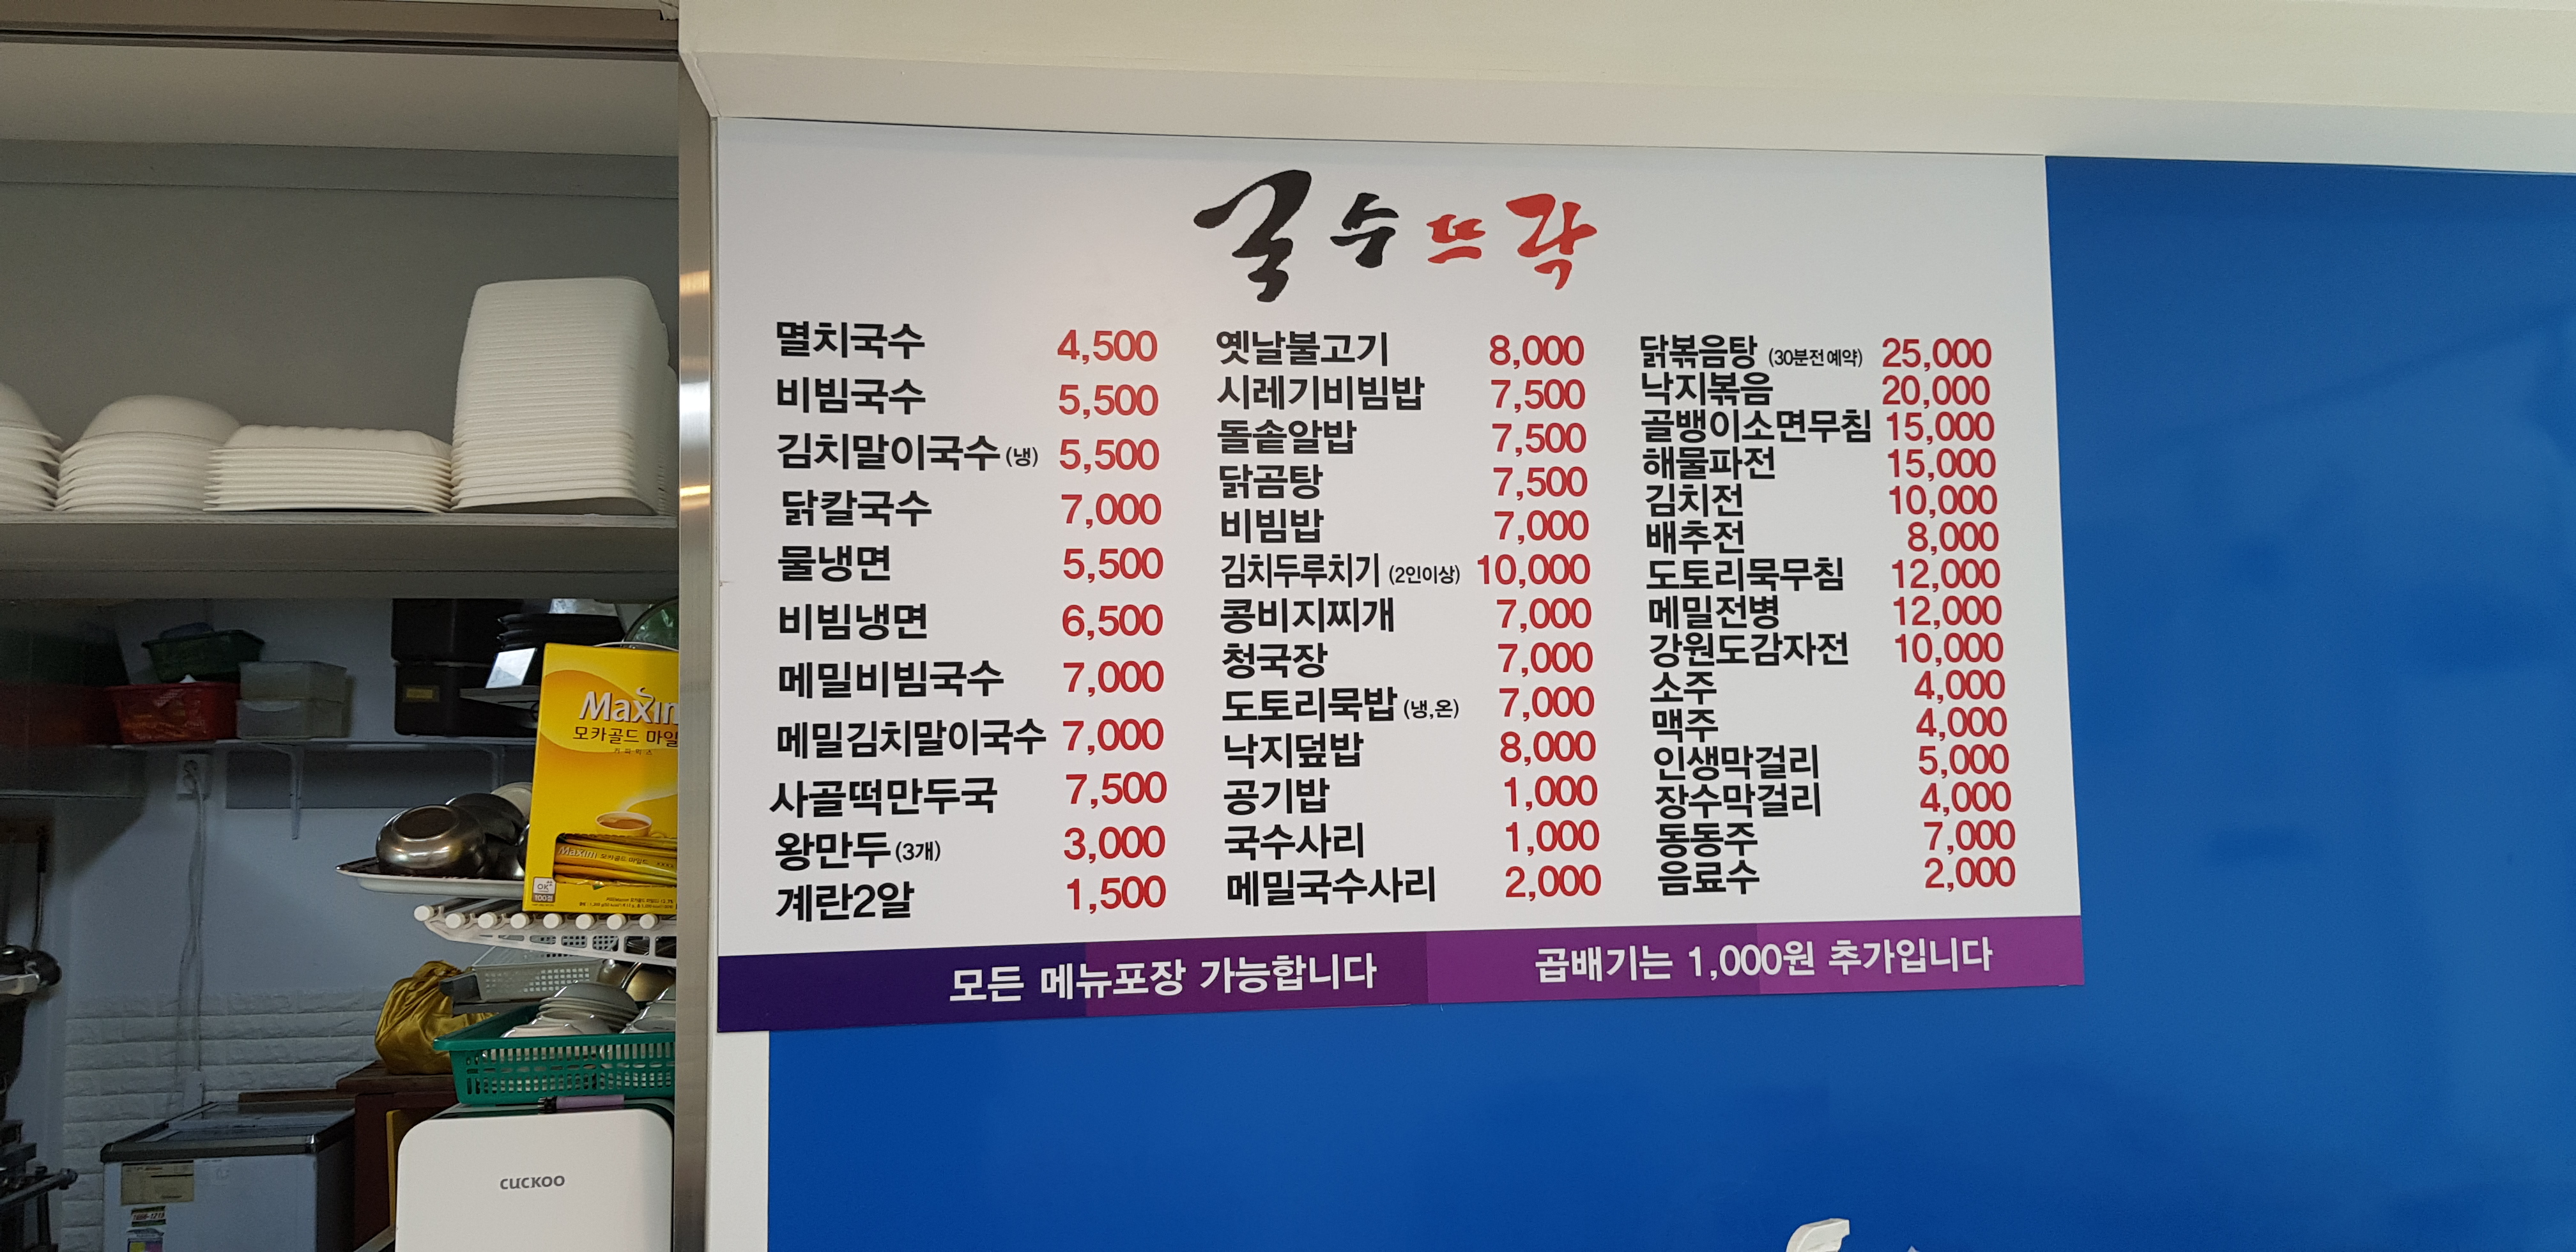 국수뜨락
멸치국수 4,500
비빔국수 5,500
김치말이국수 (냉) 5,500
닭칼국수 7,000
물냉면 5,500
비빔냉면 6,500
메밀비빔국수 7,000
메밀김치말이국수 7,000
사골떡만두국 7,500
왕만두 (3개) 3,000
계란2알 1,500
옛날불고기 8,000
시레기비빔밥 7,500
돌솥알밥 7,500
닭곰탕 7,500
비빔밥 7,000
김치두루치기 (2인이상) 10,000
콩비지찌개 7,000
청국장 7,000
도토리묵밥 (냉,온) 7,000
낙지덮밥 8,000
공기밥 1,000
국수사리 1,000
메밀국수사리 2,000
닭볶음탕 (30분전예약) 25,000
낙지볶음 20,000
골뱅이소면무침 15,000
해물파전 15,000
김치전 10,000
배추전 8,000
도토리묵무침 12,000
메밀전병 12,000
강원도감자전 10,000
소주 4,000
맥주 4,000
인생막걸리 5,000
장수막걸리 4,000
동동주 7,000
음료수 2,000
모든 메뉴포장 가능합니다
곱배기는 1,000원 추가입니다
Maxim
모카골드 마일
커피믹스
Maxim 모카골드 마일드
CUCKOO